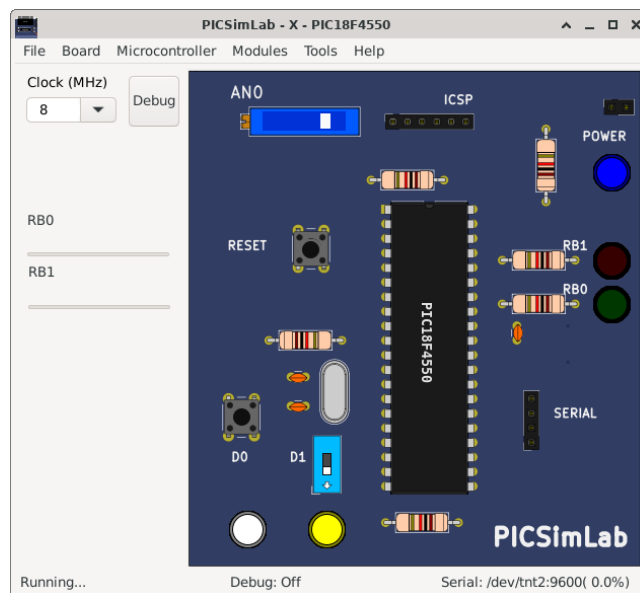 PICSimLab - X - PIC18F4550
File Board Microcontroller Modules Tools Help
Clock (MHz)
8
Debug
RB0
RB1
AN0
ICSP
POWER
RESET
RB1
RB0
PIC18F4550
SERIAL
D0
D1
PICSimLab
Running...
Debug: Off
Serial: /dev/tnt2:9600( 0.0%)